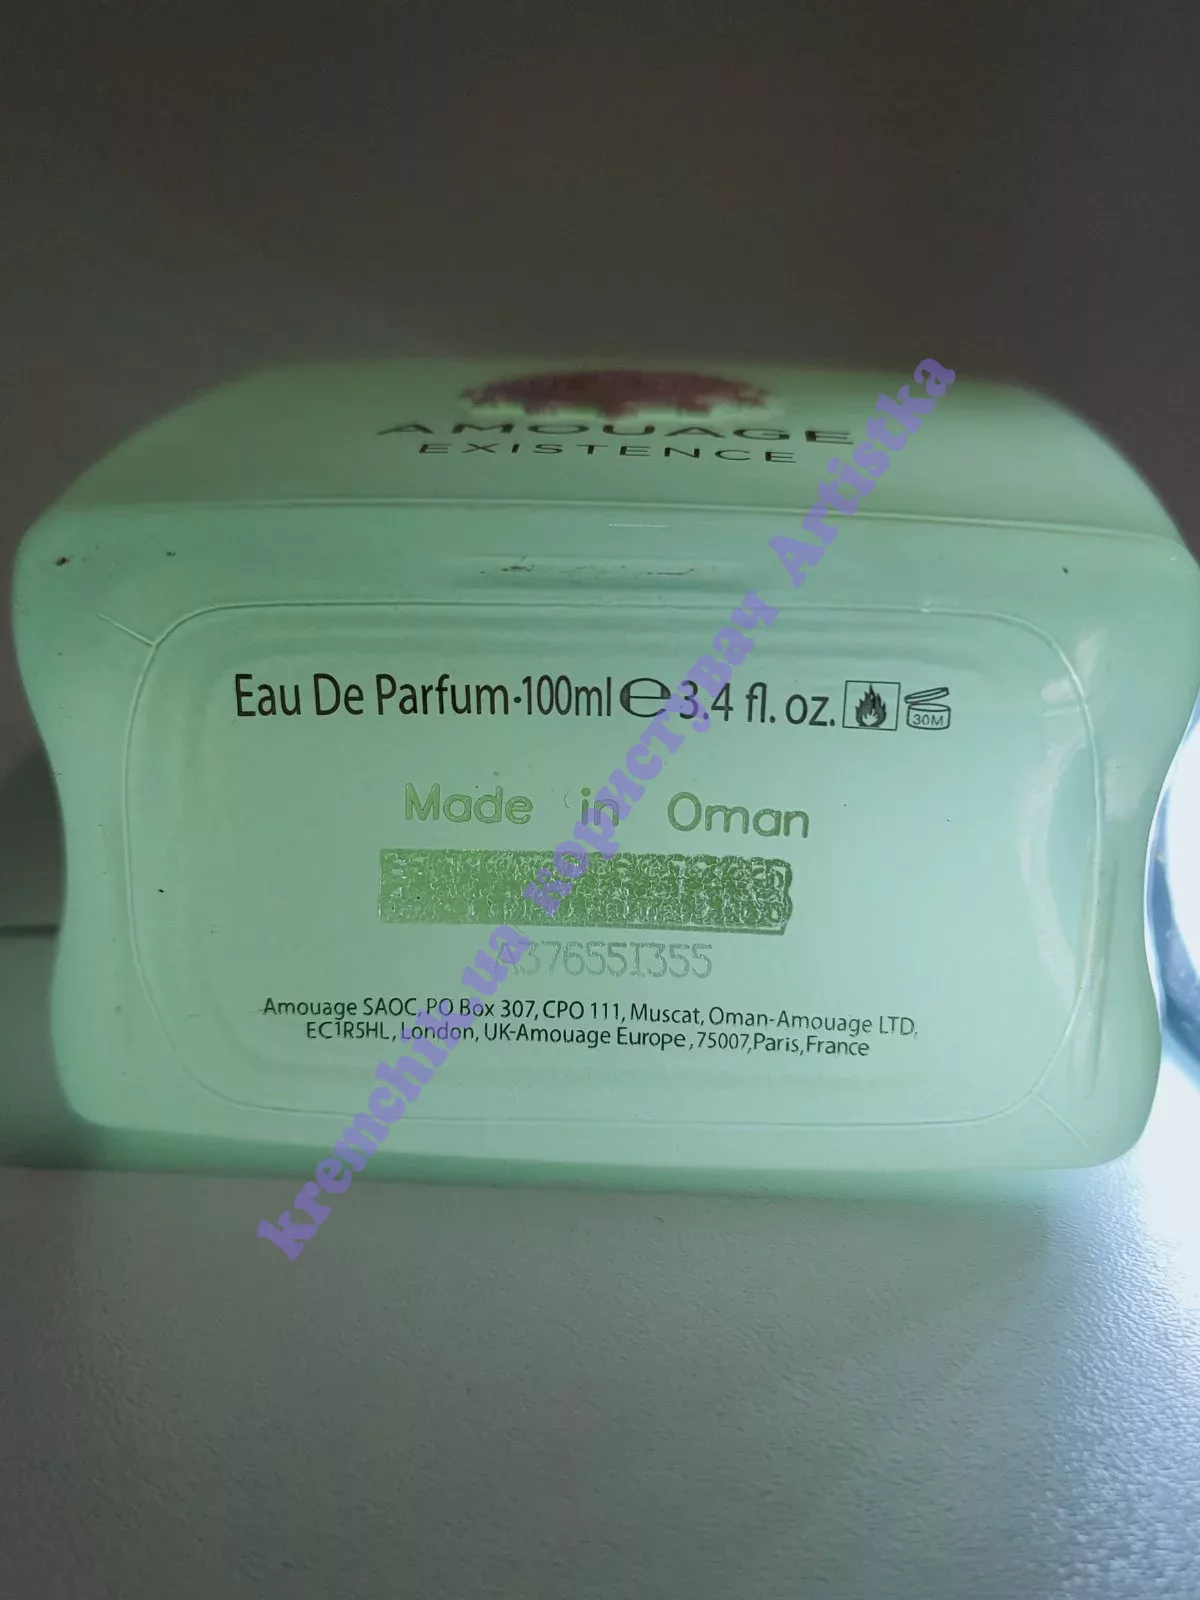 AMOUAGE
EXISTENCE
Eau De Parfum·100ml ℮ 3.4 fl. oz.
30M
Made in Oman
A376551355
Amouage SAOC, PO Box 307, CPO 111, Muscat, Oman-Amouage LTD.
EC1R5HL, London, UK-Amouage Europe, 75007, Paris, France
kremchik.ua користувач Artistka